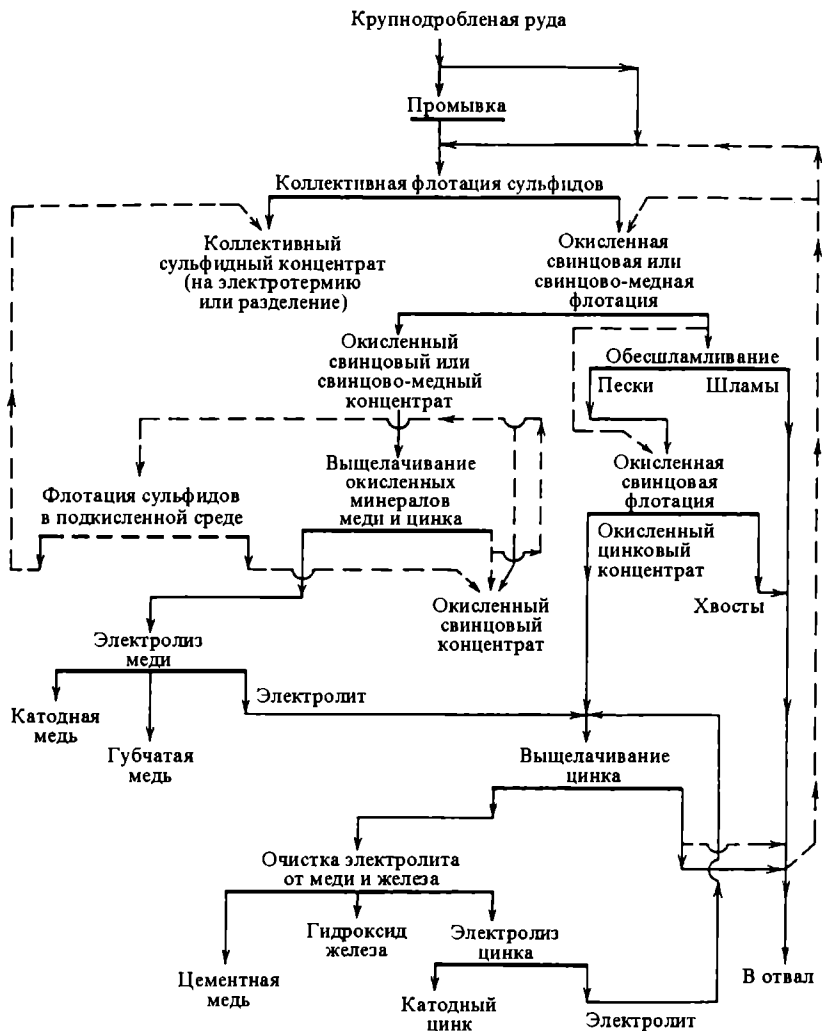 Крупнодробленая руда
Промывка
Коллективная флотация сульфидов
Коллективный
сульфидный концентрат
(на электротермию
или разделение)
Окисленная
свинцовая или
свинцово-медная
флотация
Окисленный
свинцовый или
свинцово-медный
концентрат
Обесшламливание
Пески
Шламы
Выщелачивание
окисленных
минералов
меди и цинка
Окисленная
свинцовая
флотация
Флотация сульфидов
в подкисленной среде
Окисленный
цинковый
концентрат
Окисленный
свинцовый
концентрат
Хвосты
Электролиз
меди
Электролит
Катодная
медь
Губчатая
медь
Выщелачивание
цинка
Очистка электролита
от меди и железа
Гидроксид
железа
Электролиз
цинка
Цементная
медь
Катодный
цинк
Электролит
В отвал